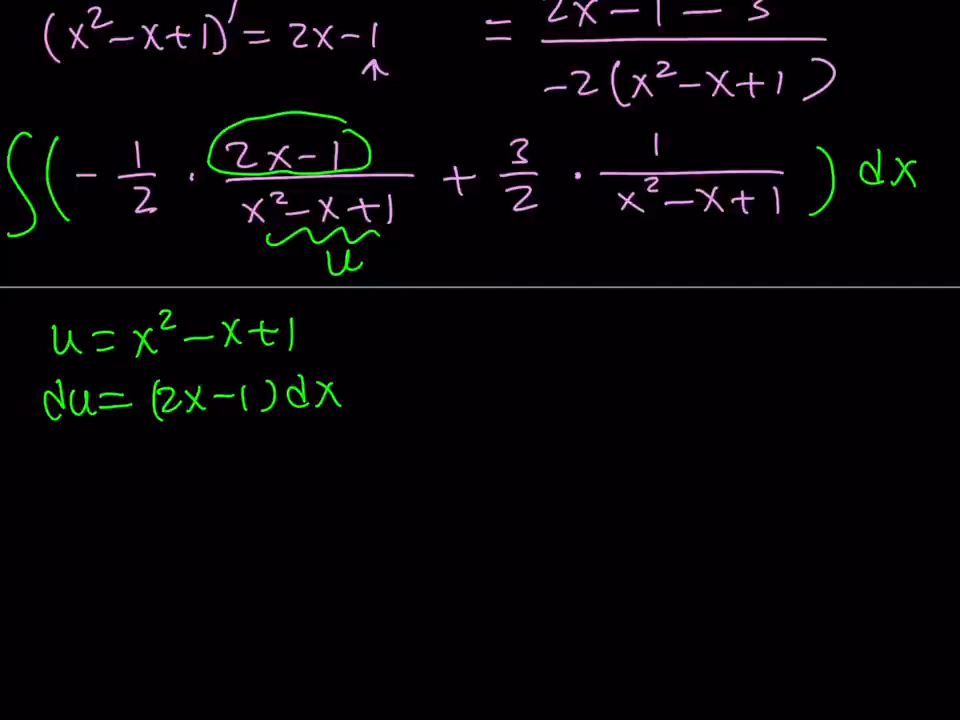 (x²-x+1)' = 2x-1 = (2x-1-3)/(-2(x²-x+1))
∫(-1/2 · (2x-1)/(x²-x+1) + 3/2 · 1/(x²-x+1)) dx
u
u = x²-x+1
du = (2x-1)dx